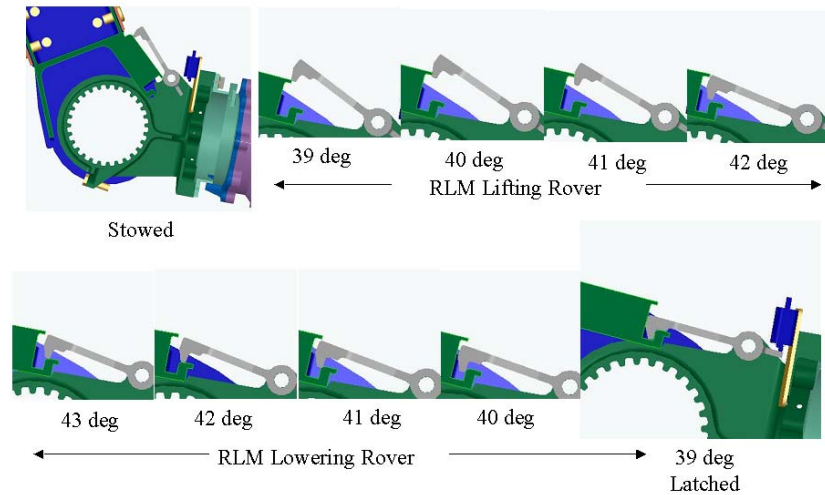 39 deg
40 deg
41 deg
42 deg
RLM Lifting Rover
Stowed
43 deg
42 deg
41 deg
40 deg
RLM Lowering Rover
39 deg
Latched